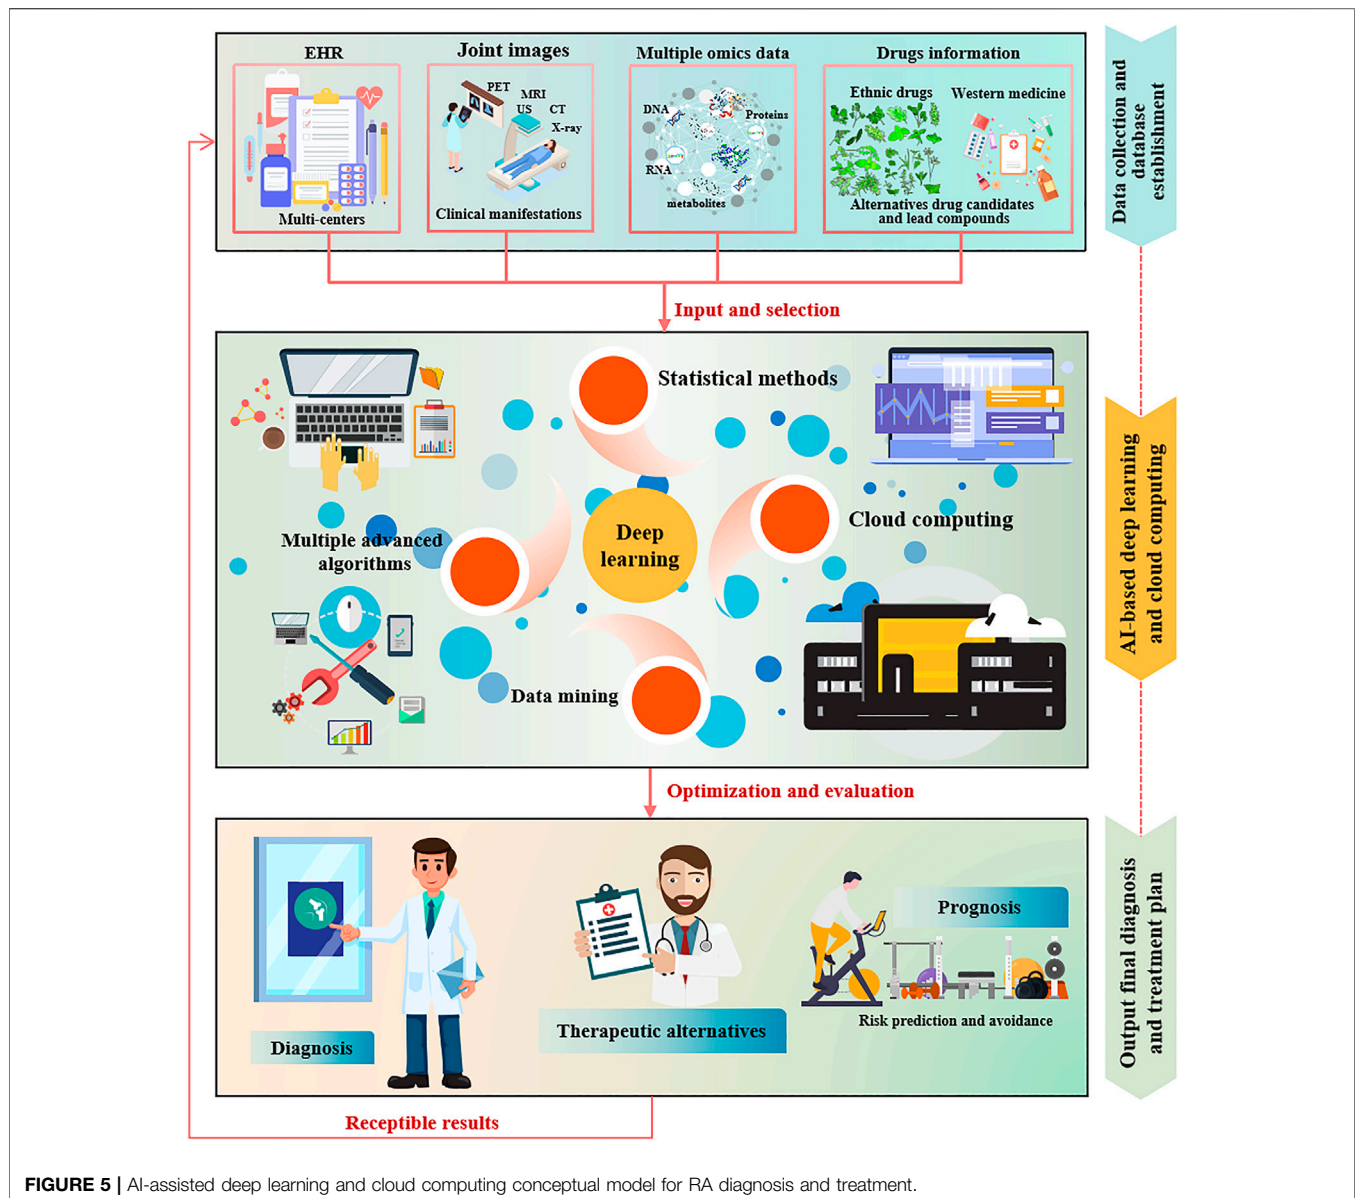 EHR
Joint images
Multiple omics data
Drugs information
PET
MRI
US
CT
X-ray
DNA
Proteins
RNA
metabolites
Ethnic drugs
Western medicine
Multi-centers
Clinical manifestations
Alternatives drug candidates
and lead compounds
Data collection and
database
establishment
Input and selection
Statistical methods
Cloud computing
Deep
learning
Multiple advanced
algorithms
Data mining
AI-based deep learning
and cloud computing
Optimization and evaluation
Diagnosis
Therapeutic alternatives
Prognosis
Risk prediction and avoidance
Output final diagnosis
and treatment plan
Receptible results
FIGURE 5 | AI-assisted deep learning and cloud computing conceptual model for RA diagnosis and treatment.